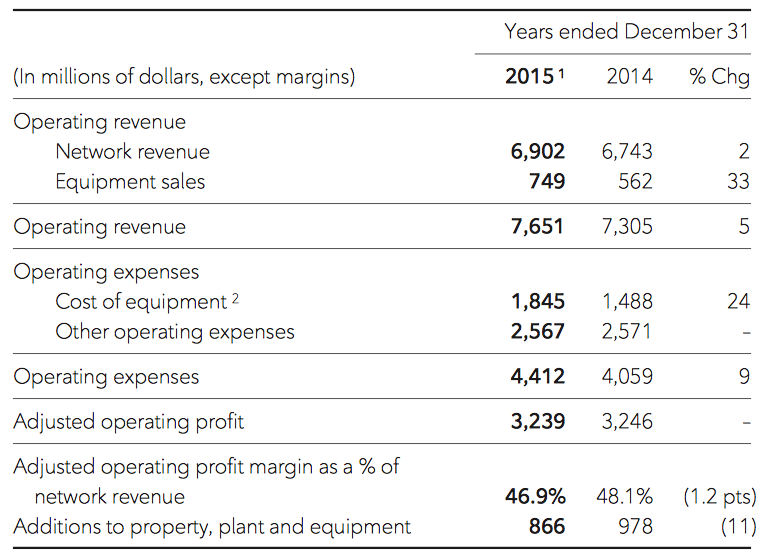 Years ended December 31
(In millions of dollars, except margins) 2015 1 2014 % Chg
Operating revenue
Network revenue 6,902 6,743 2
Equipment sales 749 562 33
Operating revenue 7,651 7,305 5
Operating expenses
Cost of equipment 2 1,845 1,488 24
Other operating expenses 2,567 2,571 –
Operating expenses 4,412 4,059 9
Adjusted operating profit 3,239 3,246 –
Adjusted operating profit margin as a % of
network revenue 46.9% 48.1% (1.2 pts)
Additions to property, plant and equipment 866 978 (11)